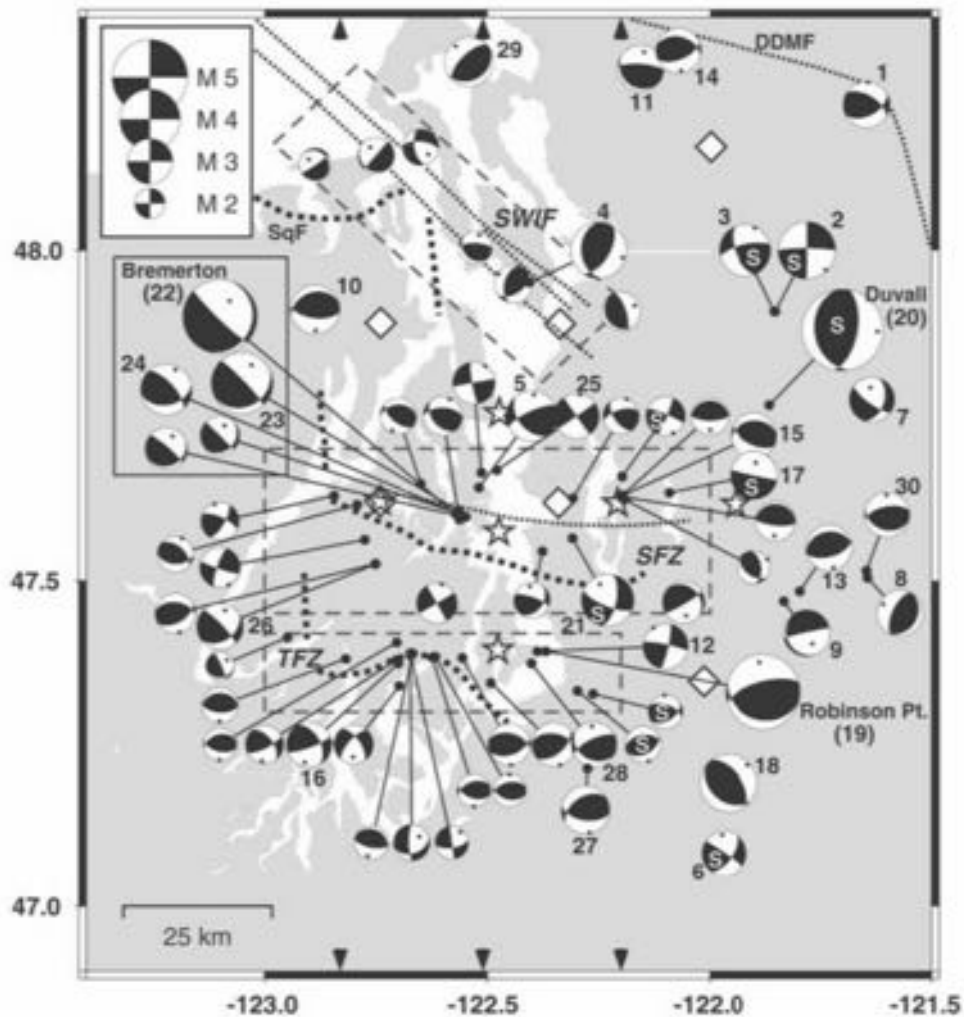 M 5
M 4
M 3
M 2
29
14
11
DDMF
1
SqF
SWIF
4
3
2
S
S
48.0
Bremerton
(22)
10
Duvall
(20)
S
24
23
5
25
7
S
15
17
S
30
47.5
SFZ
13
8
26
21
S
9
TFZ
12
S
Robinson Pt.
(19)
16
28
S
18
27
6
S
47.0
25 km
-123.0
-122.5
-122.0
-121.5